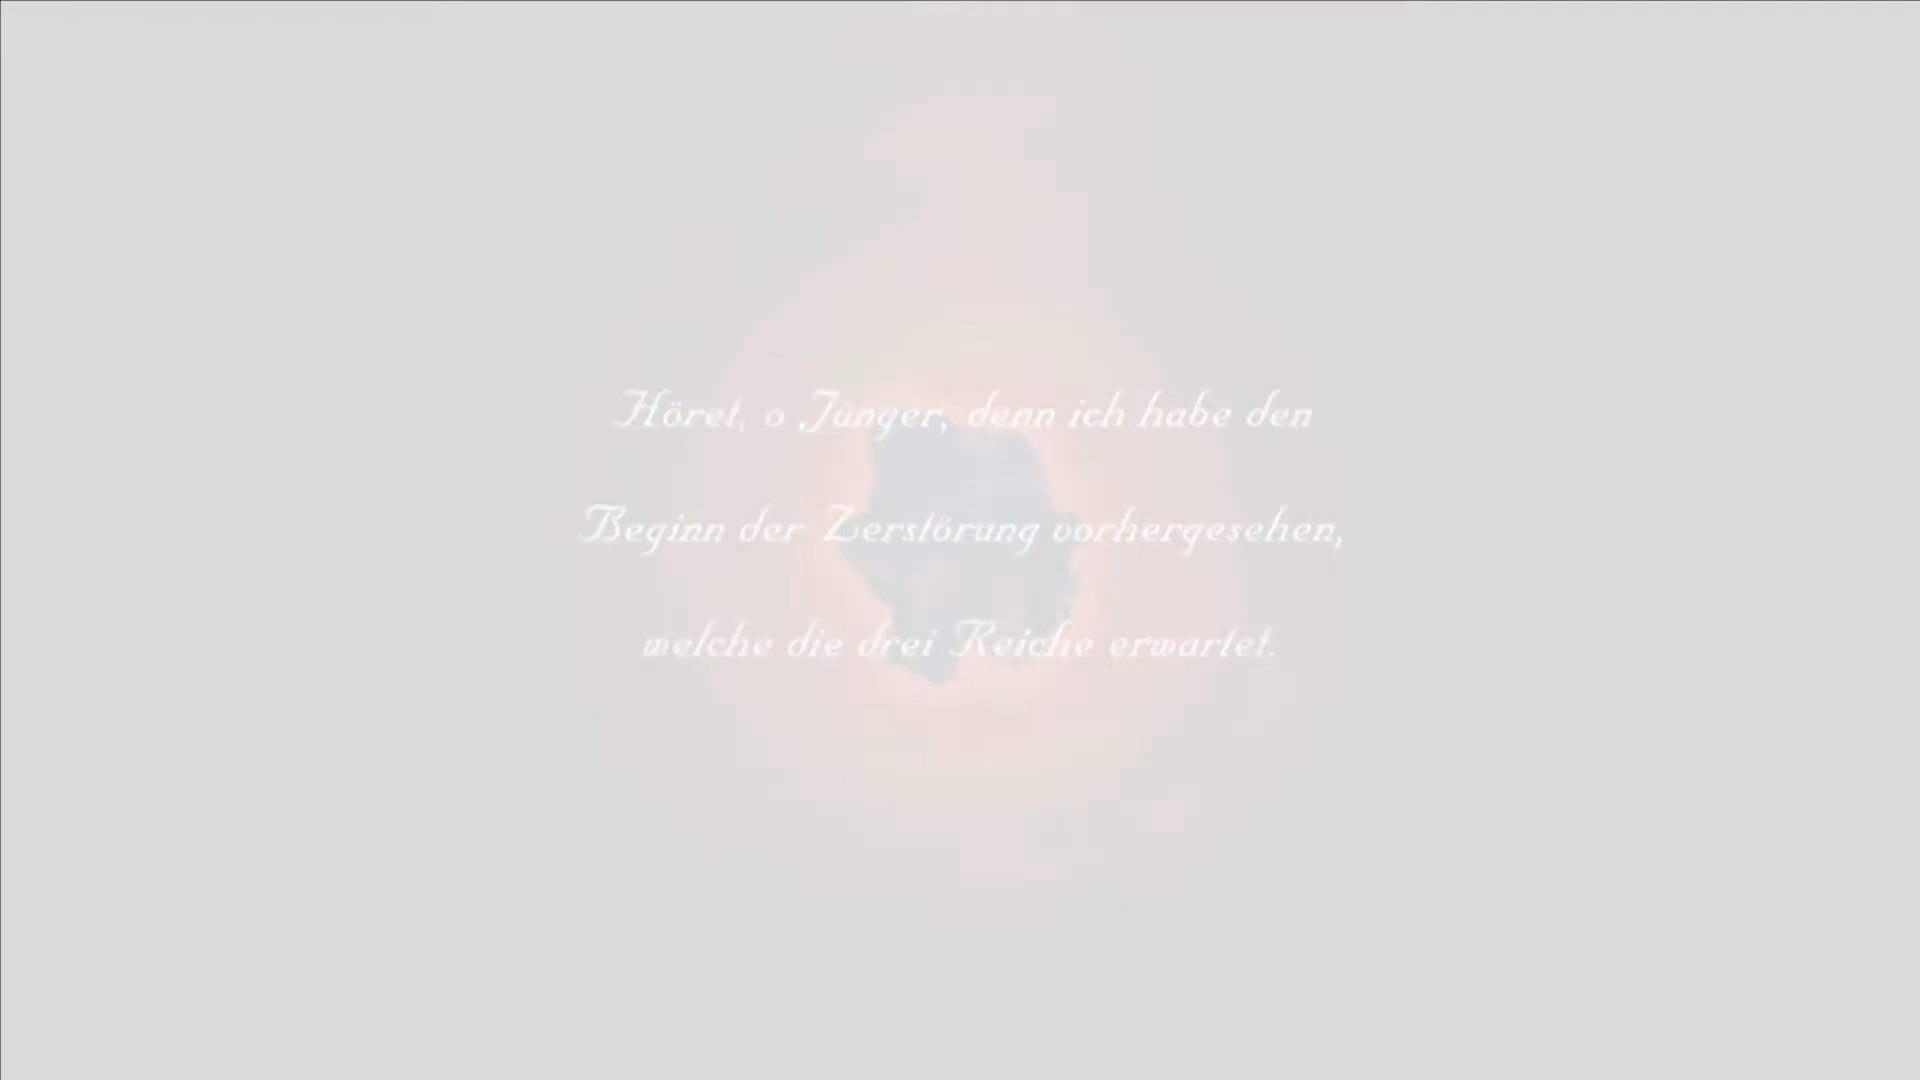 Höret, o Jünger, denn ich habe den
Beginn der Zerstörung vorhergesehen,
welche die drei Reiche erwartet.